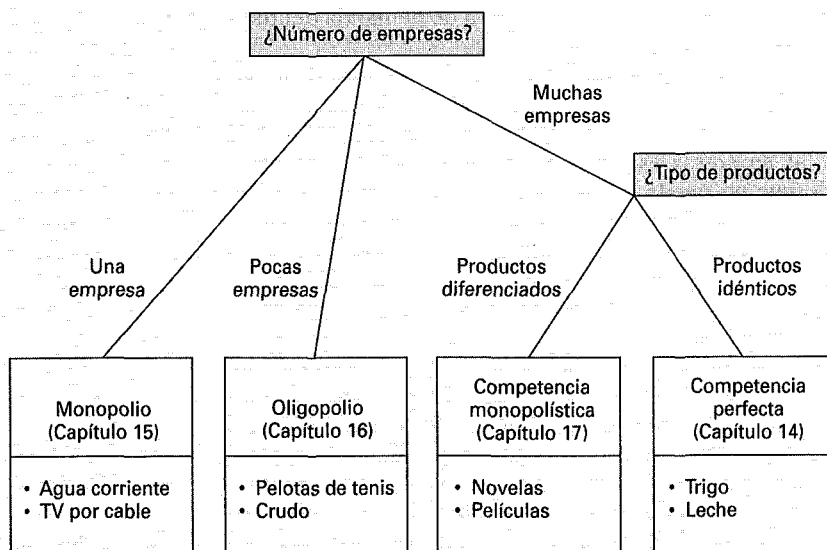 ¿Número de empresas?
Muchas
empresas
¿Tipo de productos?
Una
empresa
Pocas
empresas
Productos
diferenciados
Productos
idénticos
Monopolio
(Capítulo 15)
Oligopolio
(Capítulo 16)
Competencia
monopolística
(Capítulo 17)
Competencia
perfecta
(Capítulo 14)
• Agua corriente
• TV por cable
• Pelotas de tenis
• Crudo
• Novelas
• Películas
• Trigo
• Leche